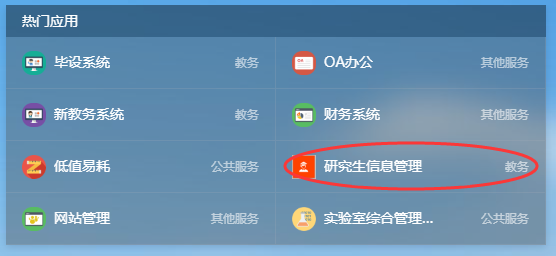 热门应用
毕设系统 教务 OA办公 其他服务
新教务系统 教务 财务系统 其他服务
低值易耗 公共服务 研究生信息管理 教务
网站管理 其他服务 实验室综合管理... 公共服务